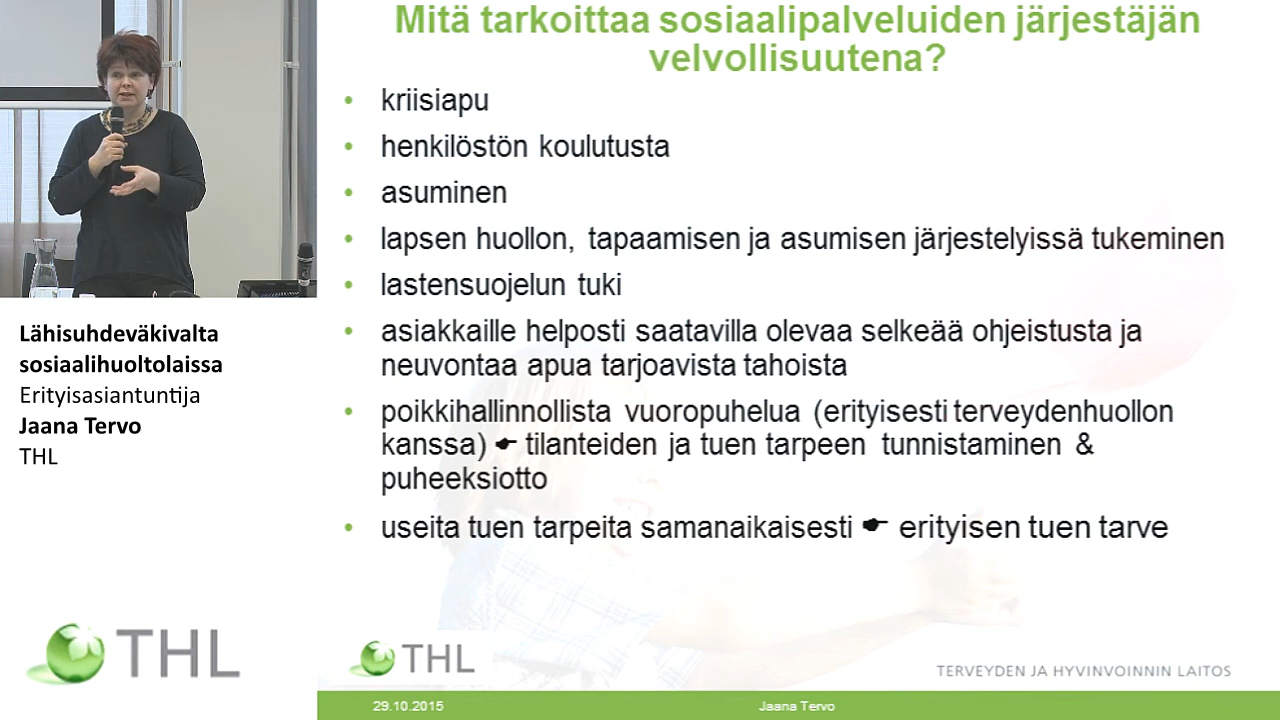 Mitä tarkoittaa sosiaalipalveluiden järjestäjän
velvollisuutena?
• kriisiapu
• henkilöstön koulutusta
• asuminen
• lapsen huollon, tapaamisen ja asumisen järjestelyissä tukeminen
• lastensuojelun tuki
• asiakkaille helposti saatavilla olevaa selkeää ohjeistusta ja
neuvontaa apua tarjoavista tahoista
• poikkihallinnollista vuoropuhelua (erityisesti terveydenhuollon
kanssa) ☛ tilanteiden ja tuen tarpeen tunnistaminen &
puheeksiotto
• useita tuen tarpeita samanaikaisesti ☛ erityisen tuen tarve
Lähisuhdeväkivalta
sosiaalihuoltolaissa
Erityisasiantuntija
Jaana Tervo
THL
THL
THL
TERVEYDEN JA HYVINVOINNIN LAITOS
29.10.2015
Jaana Tervo